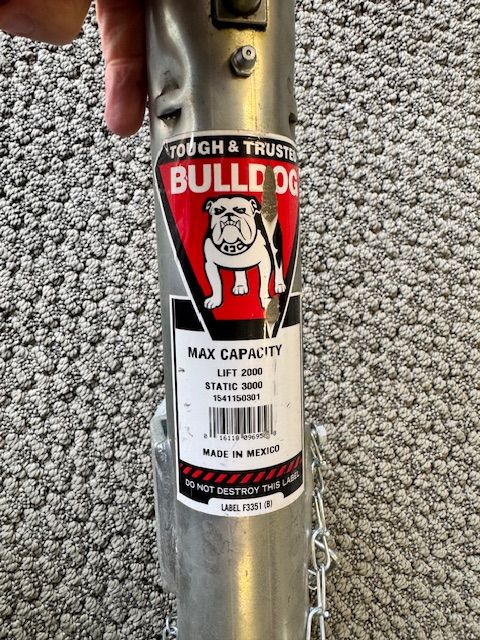 TOUGH & TRUSTED
BULLDOG
MAX CAPACITY
LIFT 2000
STATIC 3000
1541150301
MADE IN MEXICO
DO NOT DESTROY THIS LABEL
LABEL F3351 (B)